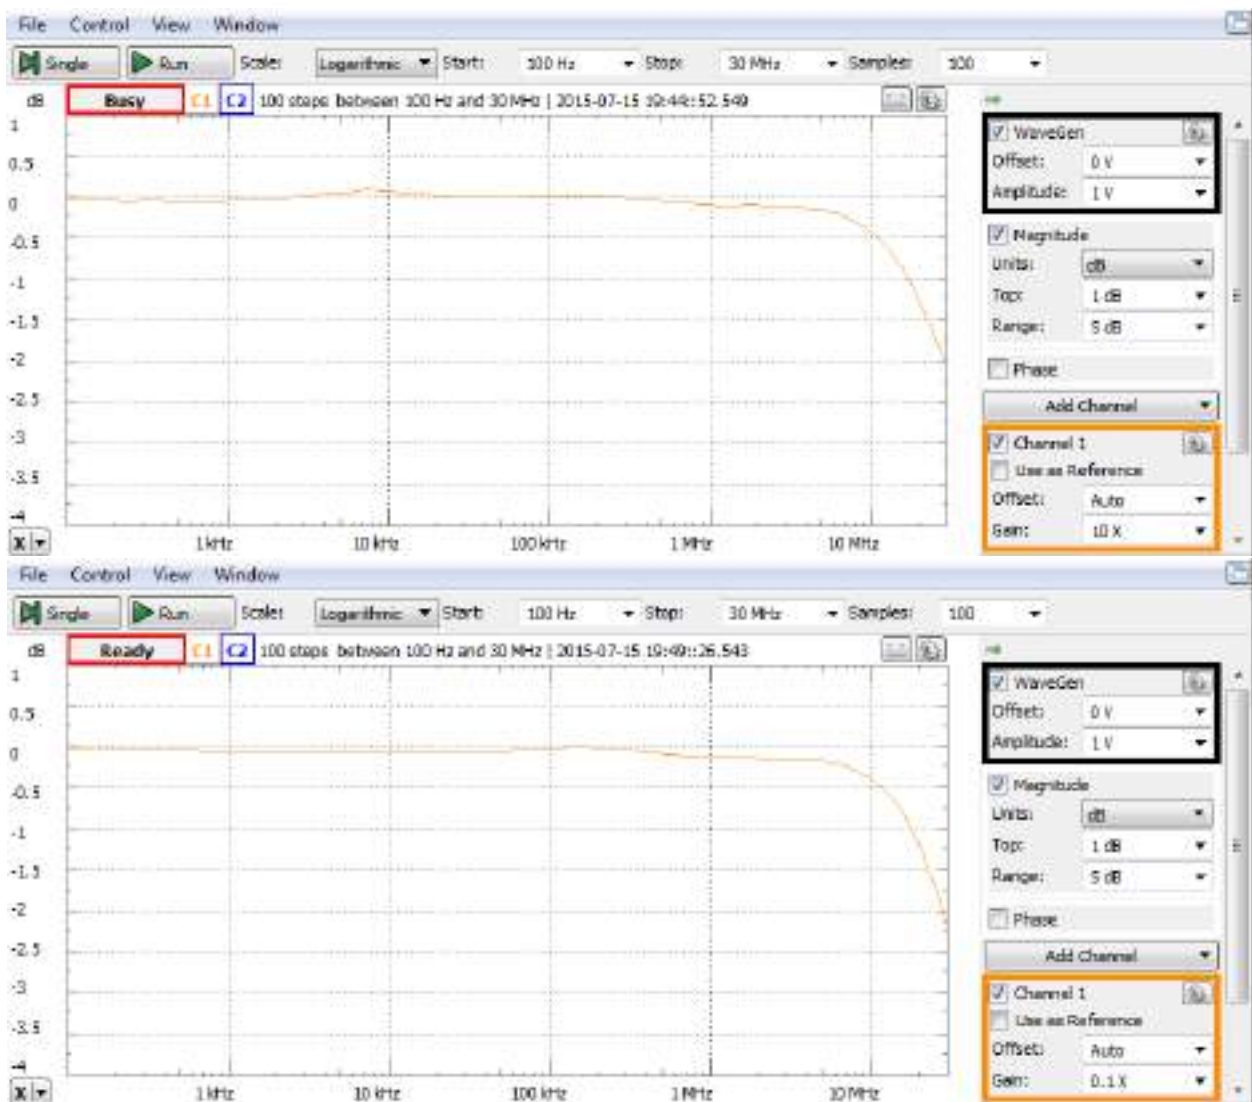 File Control View Window
Single Run Scale: Logarithmic Start: 100 Hz Stop: 30 MHz Samples: 100
dB Busy C1 C2 100 steps between 100 Hz and 30 MHz | 2015-07-15 19:44::52.549
1
0.5
0
-0.5
-1
-1.5
-2
-2.5
-3
-3.5
-4
X 1 kHz 10 kHz 100 kHz 1 MHz 10 MHz
WaveGen
Offset: 0 V
Amplitude: 1 V
Magnitude
Units: dB
Top: 1 dB
Range: 5 dB
Phase
Add Channel
Channel 1
Use as Reference
Offset: Auto
Gain: 10 X
File Control View Window
Single Run Scale: Logarithmic Start: 100 Hz Stop: 30 MHz Samples: 100
dB Ready C1 C2 100 steps between 100 Hz and 30 MHz | 2015-07-15 19:49::26.543
1
0.5
0
-0.5
-1
-1.5
-2
-2.5
-3
-3.5
-4
X 1 kHz 10 kHz 100 kHz 1 MHz 10 MHz
WaveGen
Offset: 0 V
Amplitude: 1 V
Magnitude
Units: dB
Top: 1 dB
Range: 5 dB
Phase
Add Channel
Channel 1
Use as Reference
Offset: Auto
Gain: 0.1 X